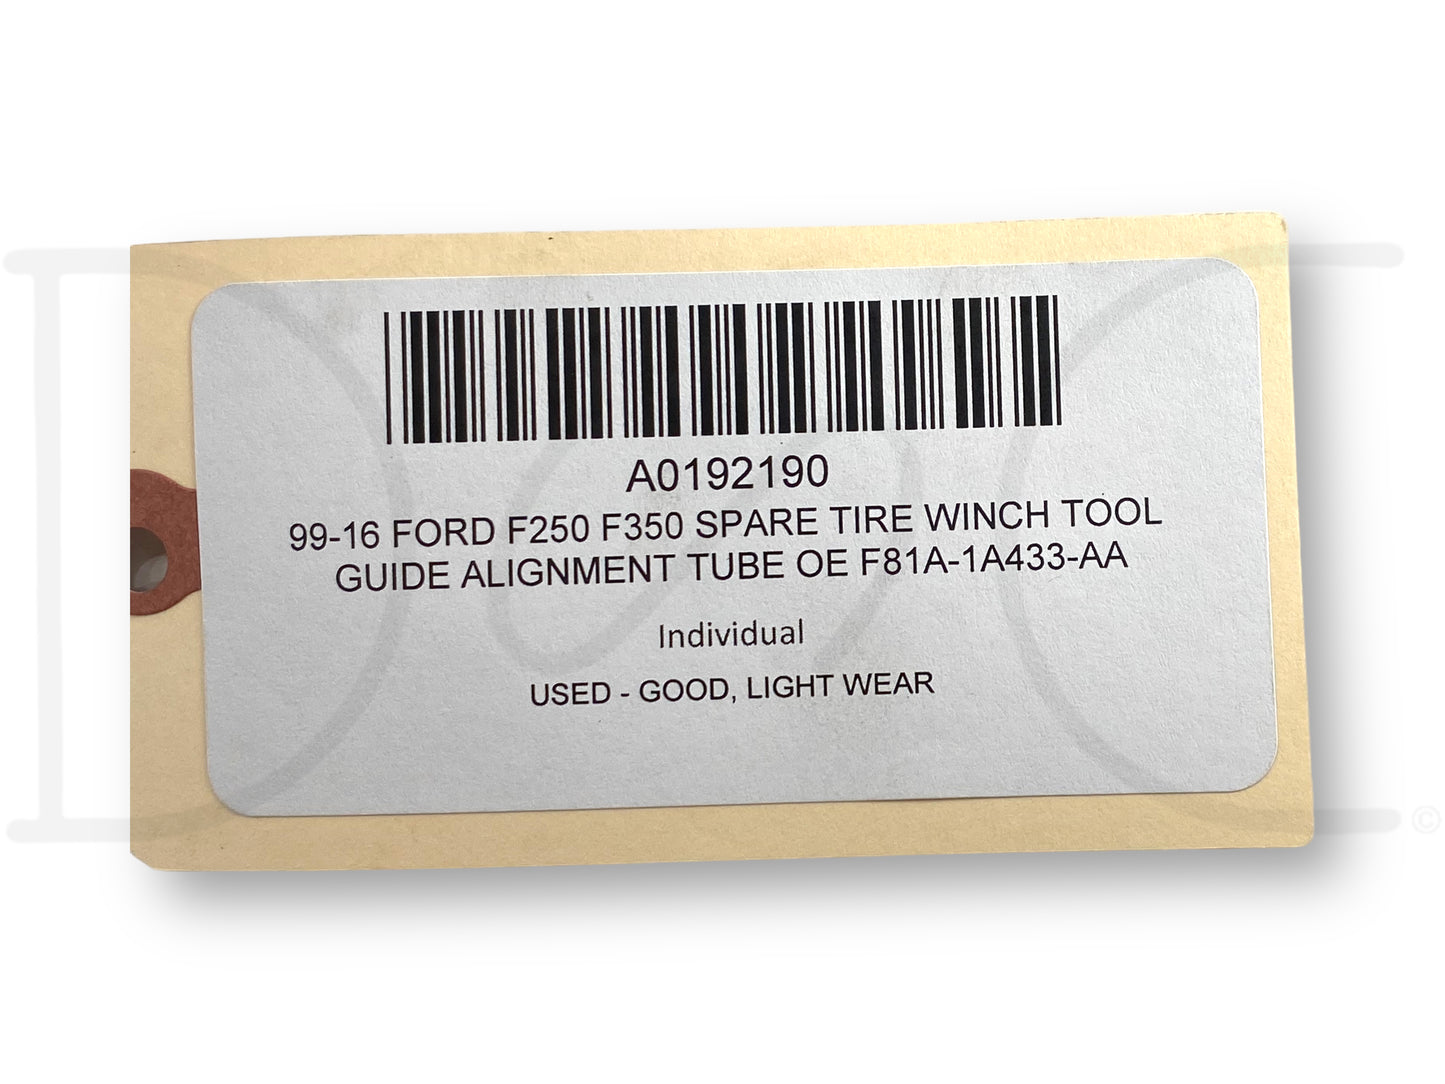 A0192190
99-16 FORD F250 F350 SPARE TIRE WINCH TOOL
GUIDE ALIGNMENT TUBE OE F81A-1A433-AA
Individual
USED - GOOD, LIGHT WEAR
©